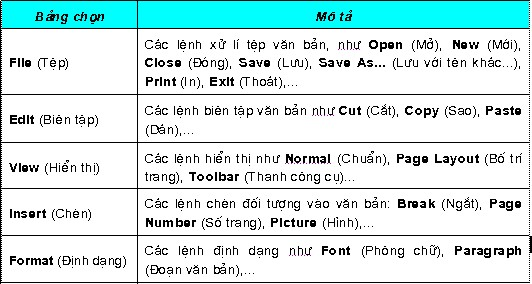 Bảng chọn Mô tả
File (Tệp)
Các lệnh xử lí tệp văn bản, như Open (Mở), New (Mới),
Close (Đóng), Save (Lưu), Save As... (Lưu với tên khác...),
Print (In), Exit (Thoát),...
Edit (Biên tập)
Các lệnh biên tập văn bản như Cut (Cắt), Copy (Sao), Paste
(Dán),...
View (Hiển thị)
Các lệnh hiển thị như Normal (Chuẩn), Page Layout (Bố trí
trang), Toolbar (Thanh công cụ)...
Insert (Chèn)
Các lệnh chèn đối tượng vào văn bản: Break (Ngắt), Page
Number (Số trang), Picture (Hình),...
Format (Định dạng)
Các lệnh định dạng như Font (Phông chữ), Paragraph
(Đoạn văn bản),...